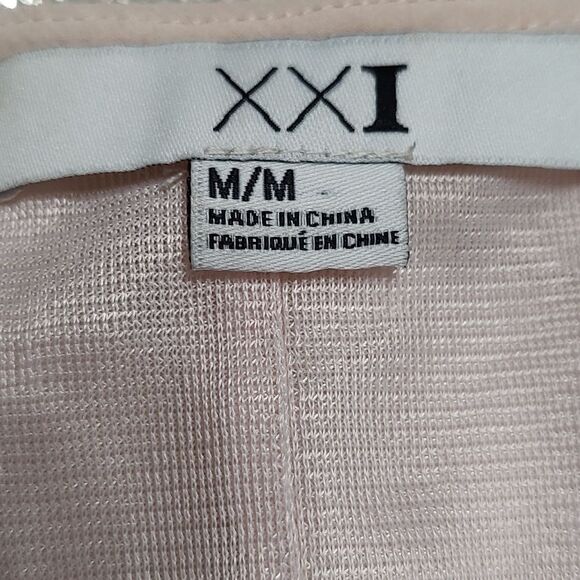 XXI
M/M
MADE IN CHINA
FABRIQUÉ EN CHINE